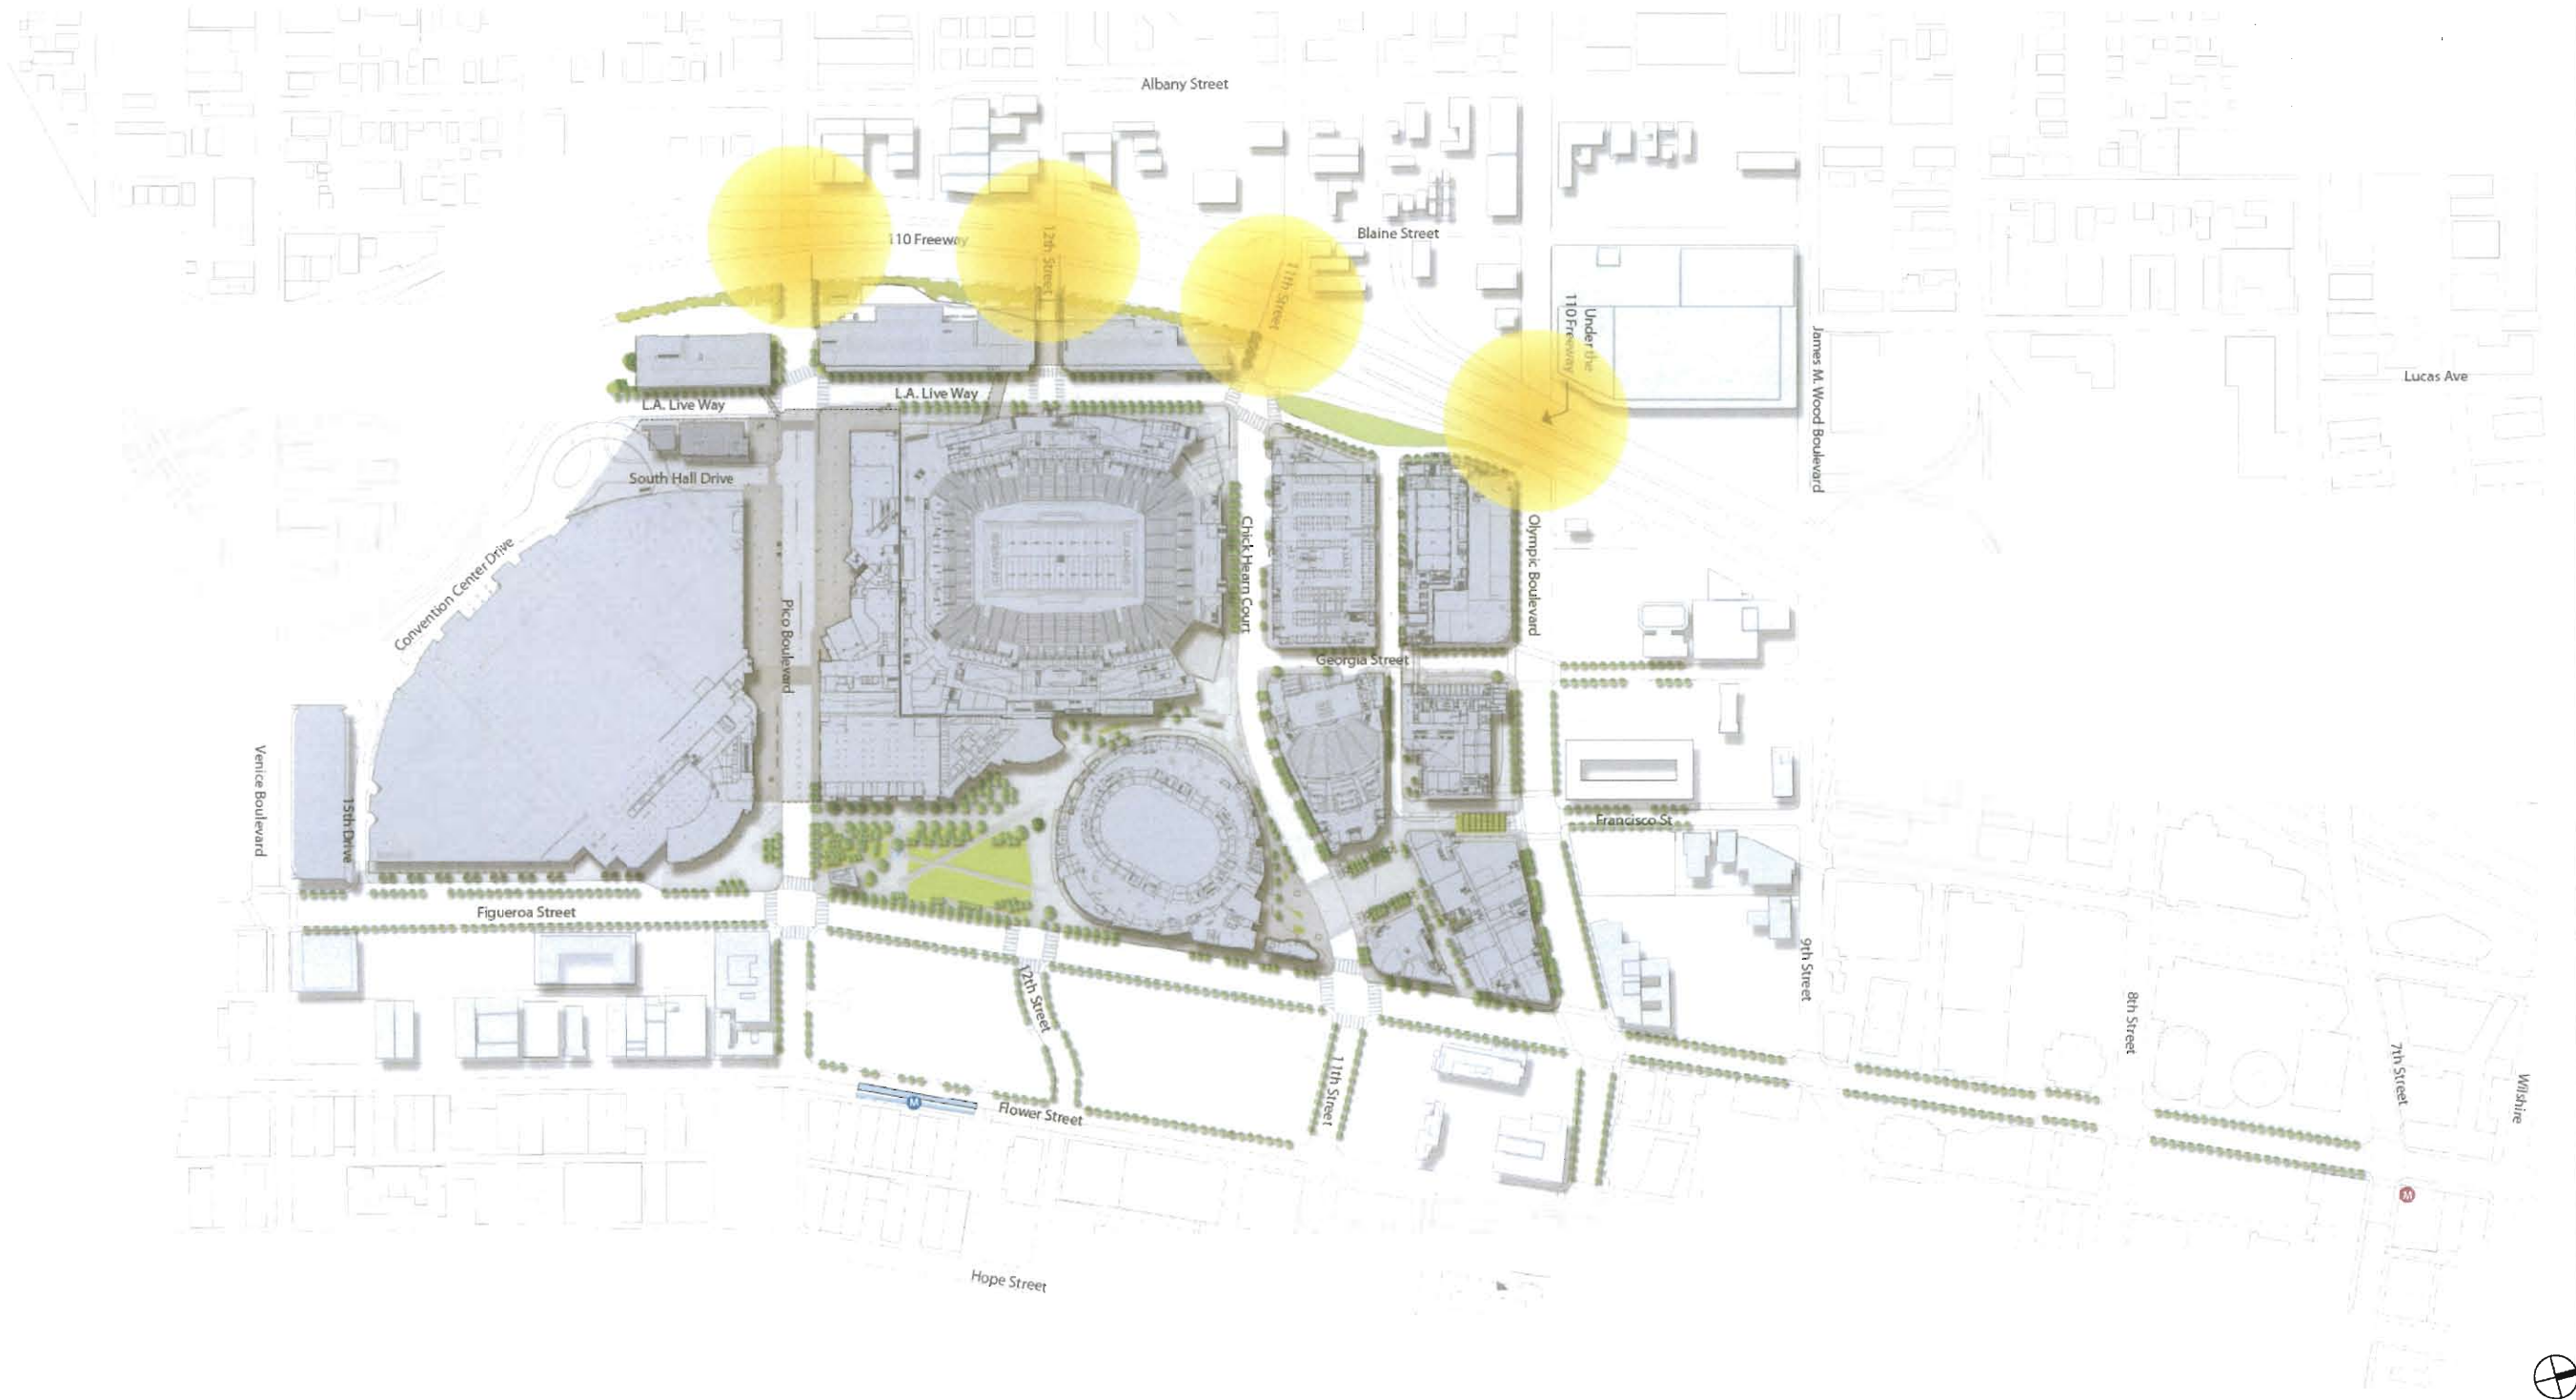 Albany Street
110 Freeway
12th Street
Blaine Street
11th Street
Under the
110 Freeway
James M. Wood Boulevard
Lucas Ave
L.A. Live Way
L.A. Live Way
South Hall Drive
Convention Center Drive
Chick Hearn Court
Olympic Boulevard
Pico Boulevard
Georgia Street
Venice Boulevard
15th Drive
Francisco St
Figueroa Street
12th Street
9th Street
8th Street
7th Street
Wilshire
11th Street
M
Flower Street
M
Hope Street